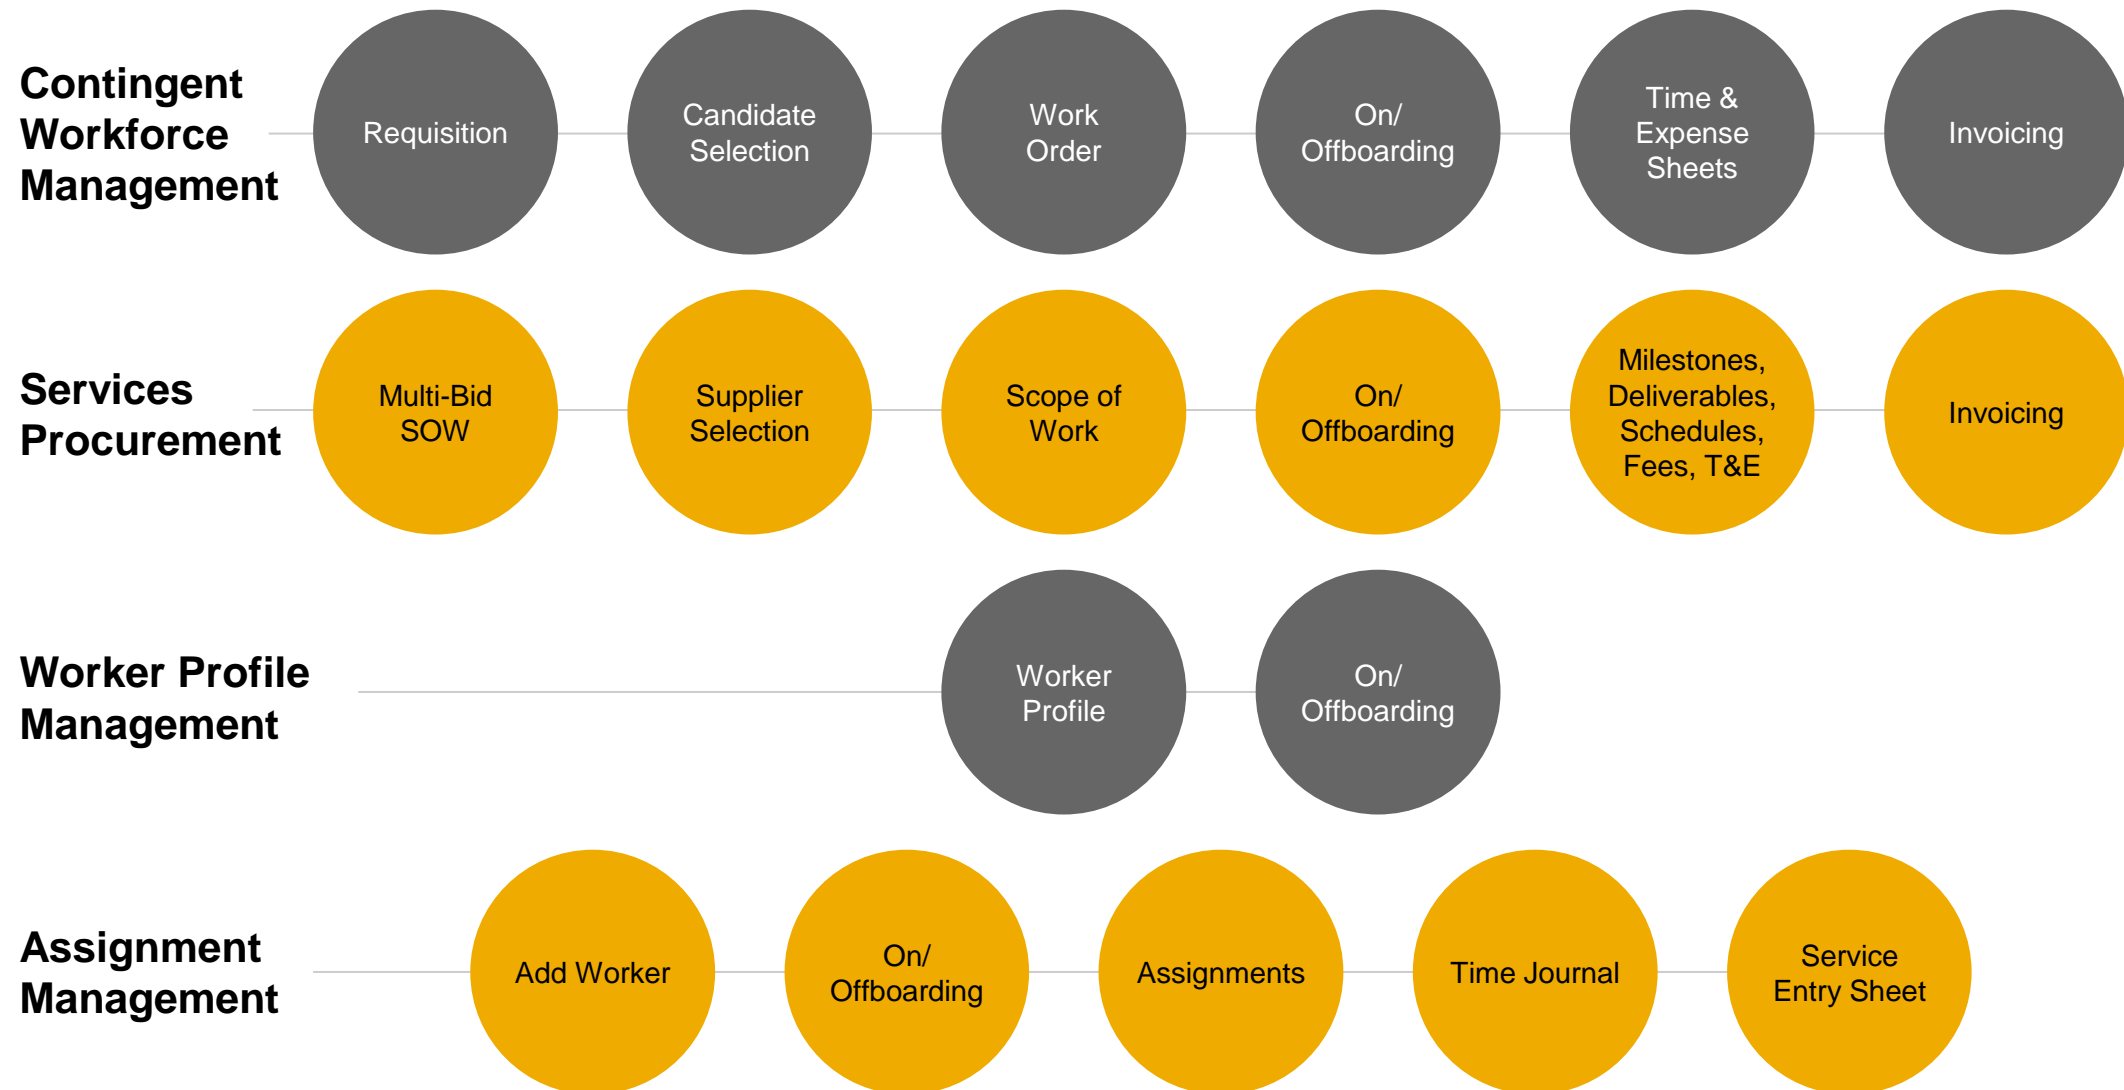 Contingent
Workforce
Management
Requisition
Candidate
Selection
Work
Order
On/
Offboarding
Time &
Expense
Sheets
Invoicing
Services
Procurement
Multi-Bid
SOW
Supplier
Selection
Scope of
Work
On/
Offboarding
Milestones,
Deliverables,
Schedules,
Fees, T&E
Invoicing
Worker Profile
Management
Worker
Profile
On/
Offboarding
Assignment
Management
Add Worker
On/
Offboarding
Assignments
Time Journal
Service
Entry Sheet